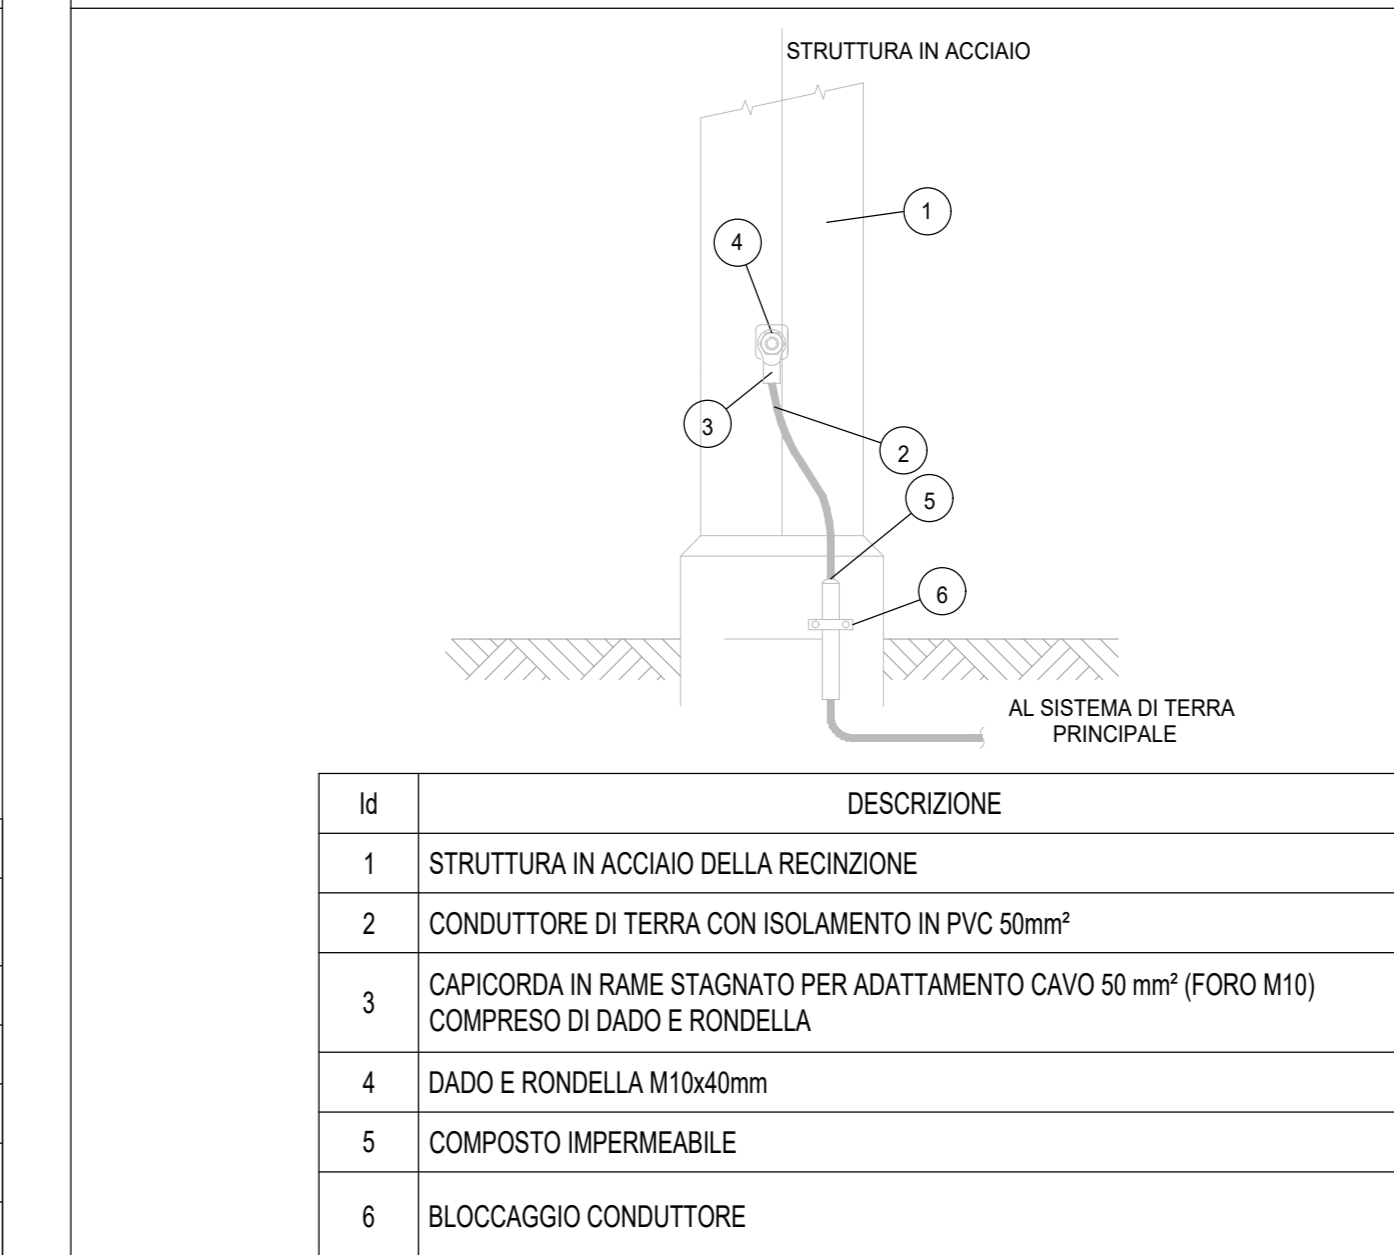 STRUTTURA IN ACCIAIO
1
4
3
2
5
6
AL SISTEMA DI TERRA
PRINCIPALE
Id DESCRIZIONE
1 STRUTTURA IN ACCIAIO DELLA RECINZIONE
2 CONDUTTORE DI TERRA CON ISOLAMENTO IN PVC 50mm²
3 CAPICORDA IN RAME STAGNATO PER ADATTAMENTO CAVO 50 mm² (FORO M10)
COMPRESO DI DADO E RONDELLA
4 DADO E RONDELLA M10x40mm
5 COMPOSTO IMPERMEABILE
6 BLOCCAGGIO CONDUTTORE